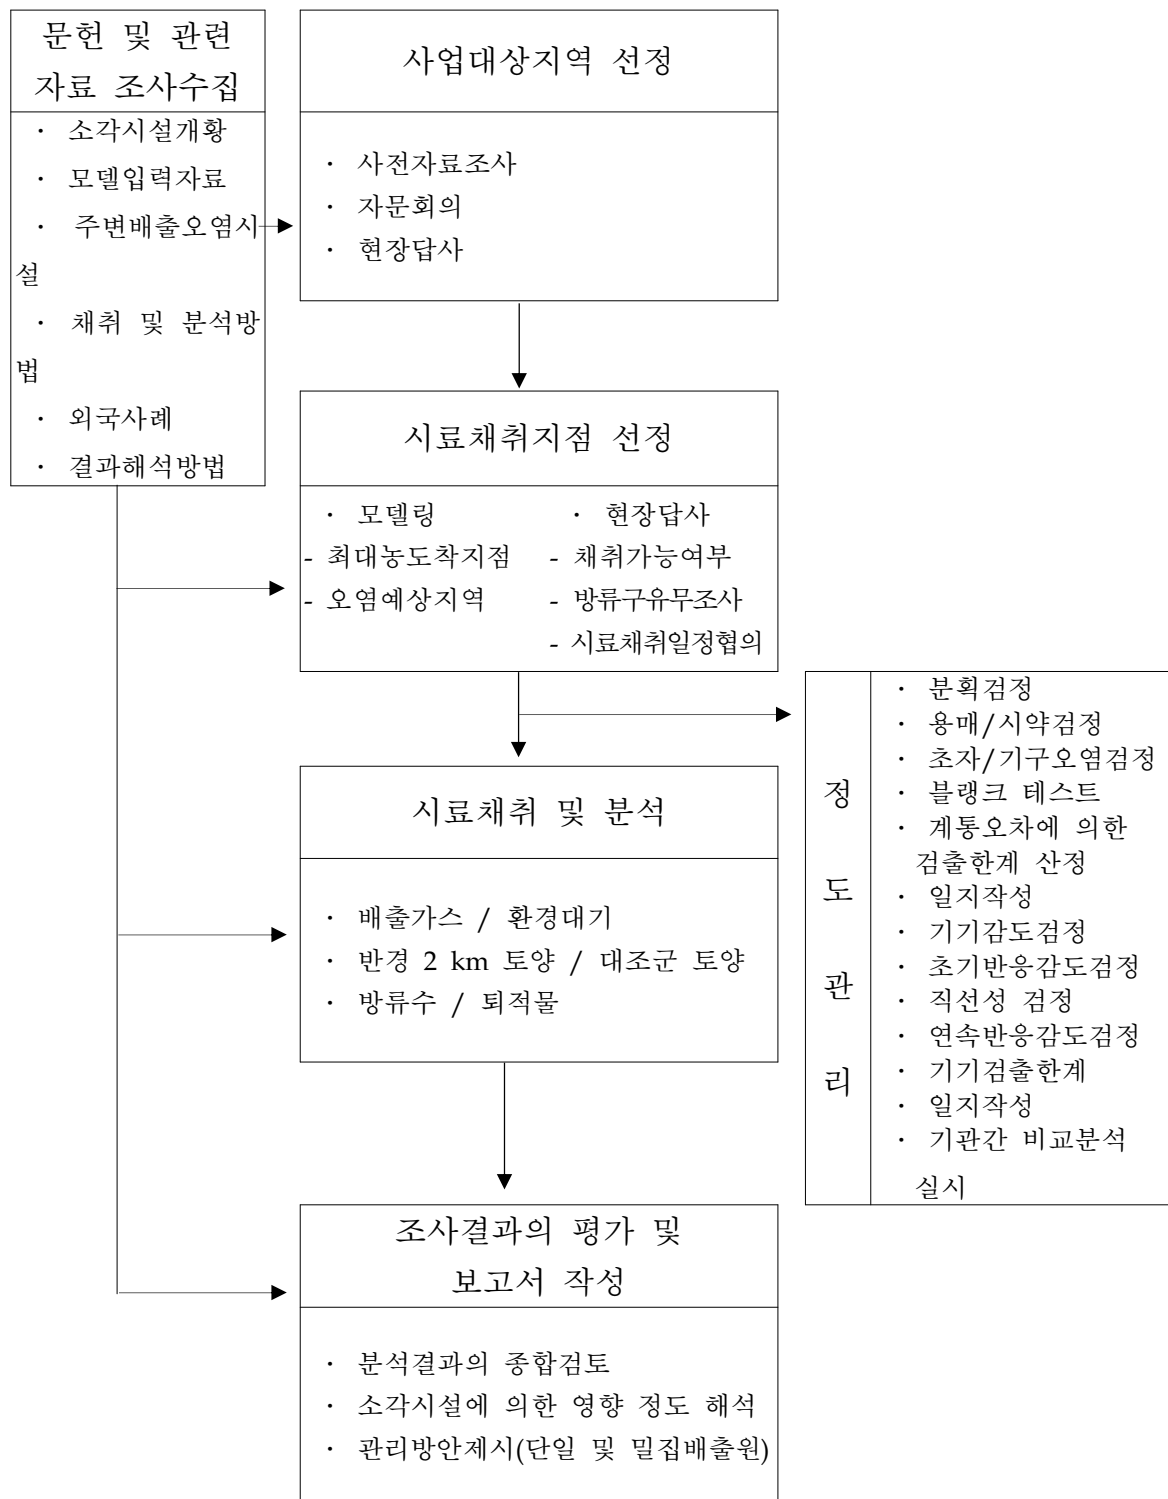 문헌 및 관련
자료 조사수집
· 소각시설개황
· 모델입력자료
· 주변배출오염시
설
· 채취 및 분석방
법
· 외국사례
· 결과해석방법
사업대상지역 선정
· 사전자료조사
· 자문회의
· 현장답사
시료채취지점 선정
· 모델링
- 최대농도착지점
- 오염예상지역
· 현장답사
- 채취가능여부
- 방류구유무조사
- 시료채취일정협의
시료채취 및 분석
· 배출가스 / 환경대기
· 반경 2 km 토양 / 대조군 토양
· 방류수 / 퇴적물
정
도
관
리
· 분획검정
· 용매/시약검정
· 초자/기구오염검정
· 블랭크 테스트
· 계통오차에 의한
검출한계 산정
· 일지작성
· 기기감도검정
· 초기반응감도검정
· 직선성 검정
· 연속반응감도검정
· 기기검출한계
· 일지작성
· 기관간 비교분석
실시
조사결과의 평가 및
보고서 작성
· 분석결과의 종합검토
· 소각시설에 의한 영향 정도 해석
· 관리방안제시(단일 및 밀집배출원)